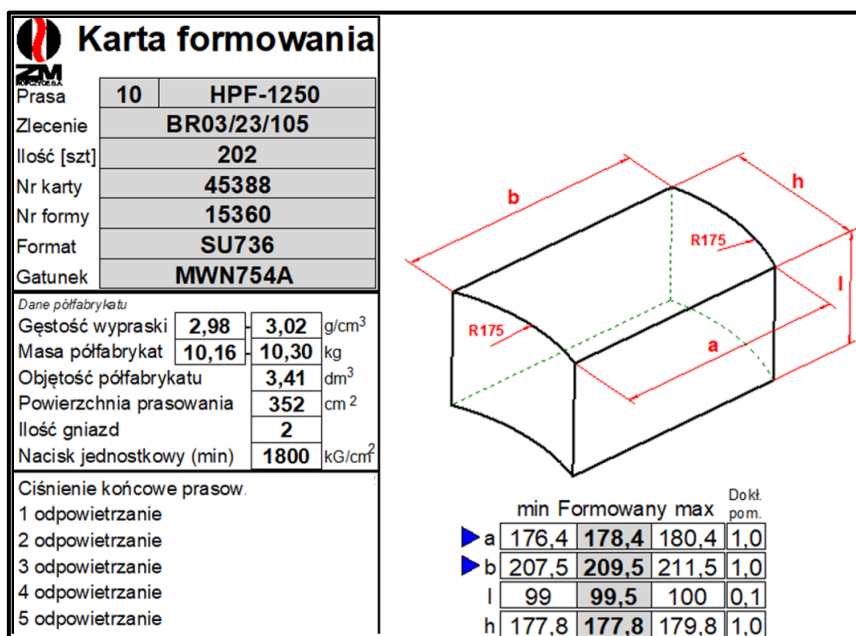 Karta formowania
ZM
Prasa 10 HPF-1250
Zlecenie BR03/23/105
Ilość [szt] 202
Nr karty 45388
Nr formy 15360
Format SU736
Gatunek MWN754A
Dane półfabrykatu
Gęstość wypraski 2,98 - 3,02 g/cm³
Masa półfabrykat 10,16 - 10,30 kg
Objętość półfabrykatu 3,41 dm³
Powierzchnia prasowania 352 cm²
Ilość gniazd 2
Nacisk jednostkowy (min) 1800 kG/cm²
Ciśnienie końcowe prasow.
1 odpowietrzanie
2 odpowietrzanie
3 odpowietrzanie
4 odpowietrzanie
5 odpowietrzanie
b
h
R175
l
R175
a
min Formowany max Dokł. pom.
a 176,4 178,4 180,4 1,0
b 207,5 209,5 211,5 1,0
l 99 99,5 100 0,1
h 177,8 177,8 179,8 1,0